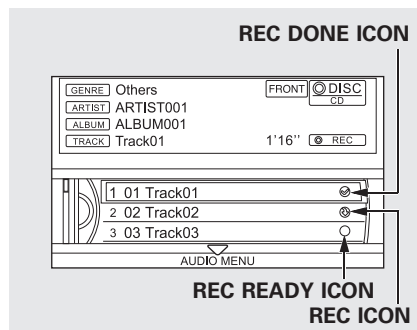 REC DONE ICON
GENRE Others FRONT DISC
CD
ARTIST ARTIST001
ALBUM ALBUM001
TRACK Track01 1'16'' REC
1 01 Track01
2 02 Track02
3 03 Track03
AUDIO MENU
REC READY ICON
REC ICON